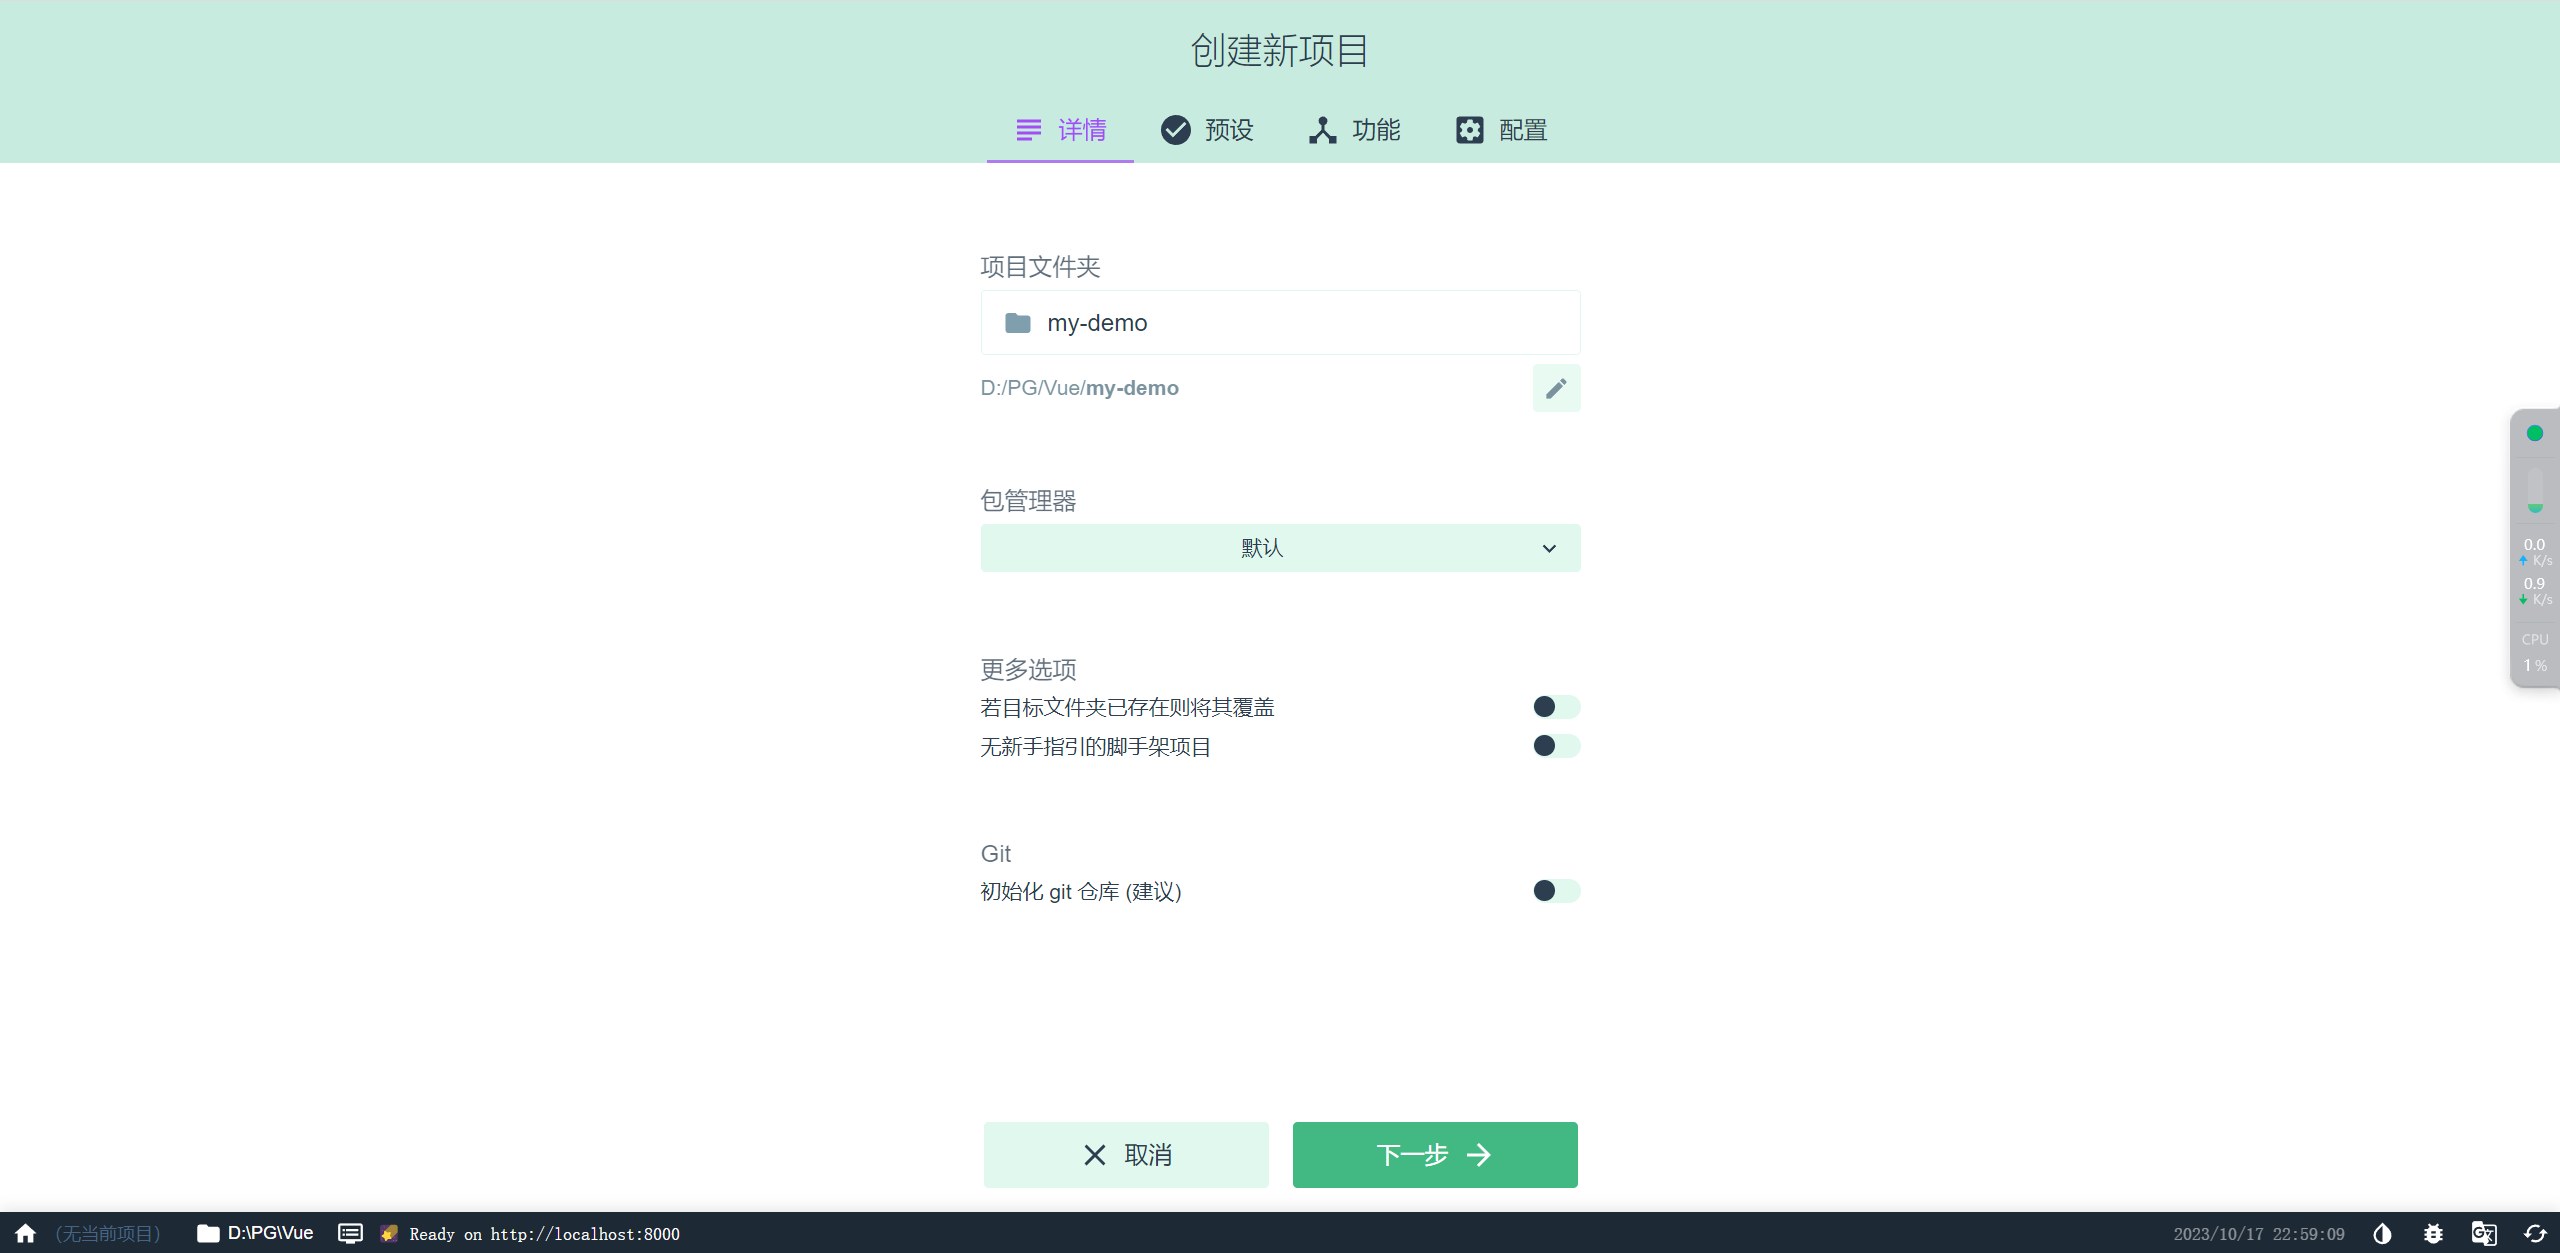 创建新项目
详情 预设 功能 配置
项目文件夹
my-demo
D:/PG/Vue/my-demo
包管理器
默认
更多选项
若目标文件夹已存在则将其覆盖
无新手指引的脚手架项目
Git
初始化 git 仓库 (建议)
取消 下一步
0.0
K/s
0.9
K/s
CPU
1%
(无当前项目) D:\PG\Vue Ready on http://localhost:8000 2023/10/17 22:59:09